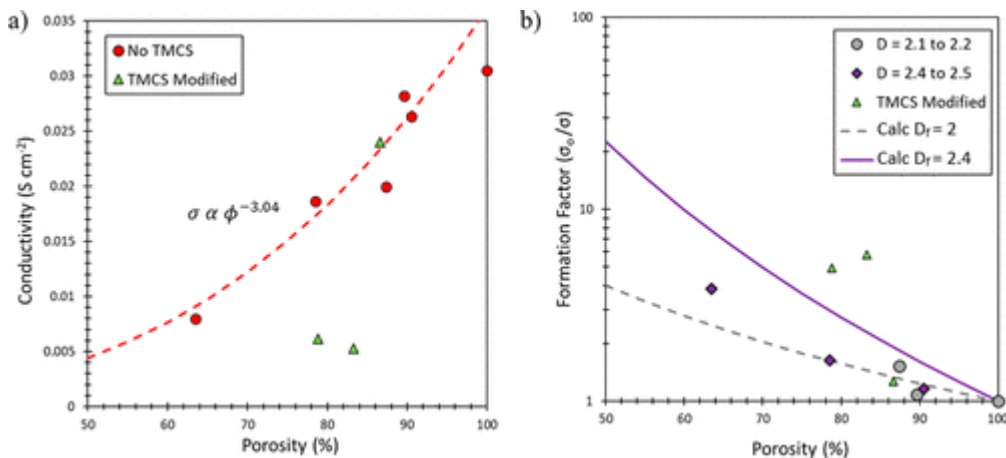 a)
0.035
0.03
0.025
0.02
0.015
0.01
0.005
0
Conductivity (S cm⁻²)
No TMCS
TMCS Modified
σ α ϕ⁻³·⁰⁴
50 60 70 80 90 100
Porosity (%)
b)
100
10
1
Formation Factor (σₒ/σ)
D = 2.1 to 2.2
D = 2.4 to 2.5
TMCS Modified
Calc D_f = 2
Calc D_f = 2.4
50 60 70 80 90 100
Porosity (%)